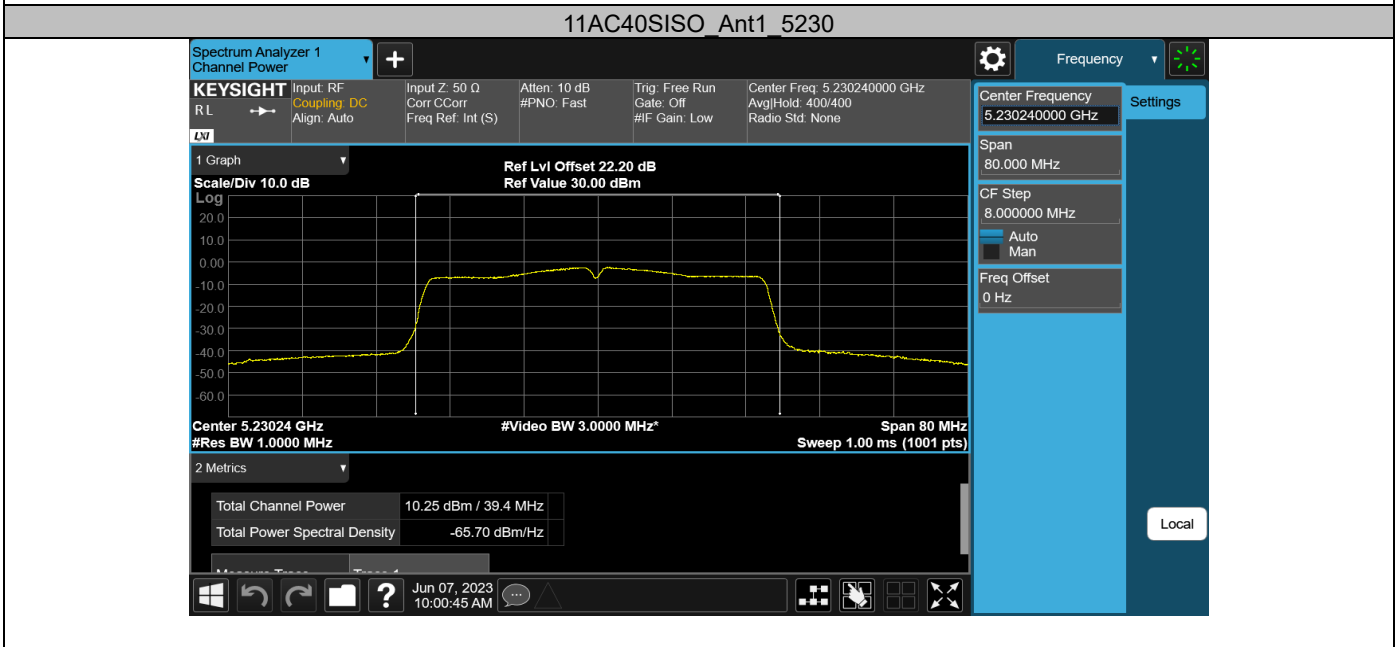 11AC40SISO_Ant1_5230
Spectrum Analyzer 1
Channel Power
+
Frequency
KEYSIGHT
RL
LXI
Input: RF
Coupling: DC
Align: Auto
Input Z: 50 Ω
Corr CCorr
Freq Ref: Int (S)
Atten: 10 dB
#PNO: Fast
Trig: Free Run
Gate: Off
#IF Gain: Low
Center Freq: 5.230240000 GHz
Avg|Hold: 400/400
Radio Std: None
Center Frequency
5.230240000 GHz
Settings
Span
80.000 MHz
CF Step
8.000000 MHz
Auto
Man
Freq Offset
0 Hz
Local
1 Graph
Scale/Div 10.0 dB
Ref Lvl Offset 22.20 dB
Ref Value 30.00 dBm
Log
20.0
10.0
0.00
-10.0
-20.0
-30.0
-40.0
-50.0
-60.0
Center 5.23024 GHz
#Video BW 3.0000 MHz*
Span 80 MHz
#Res BW 1.0000 MHz
Sweep 1.00 ms (1001 pts)
2 Metrics
Total Channel Power 10.25 dBm / 39.4 MHz
Total Power Spectral Density -65.70 dBm/Hz
Measure Trace Trace 1
?
Jun 07, 2023
10:00:45 AM